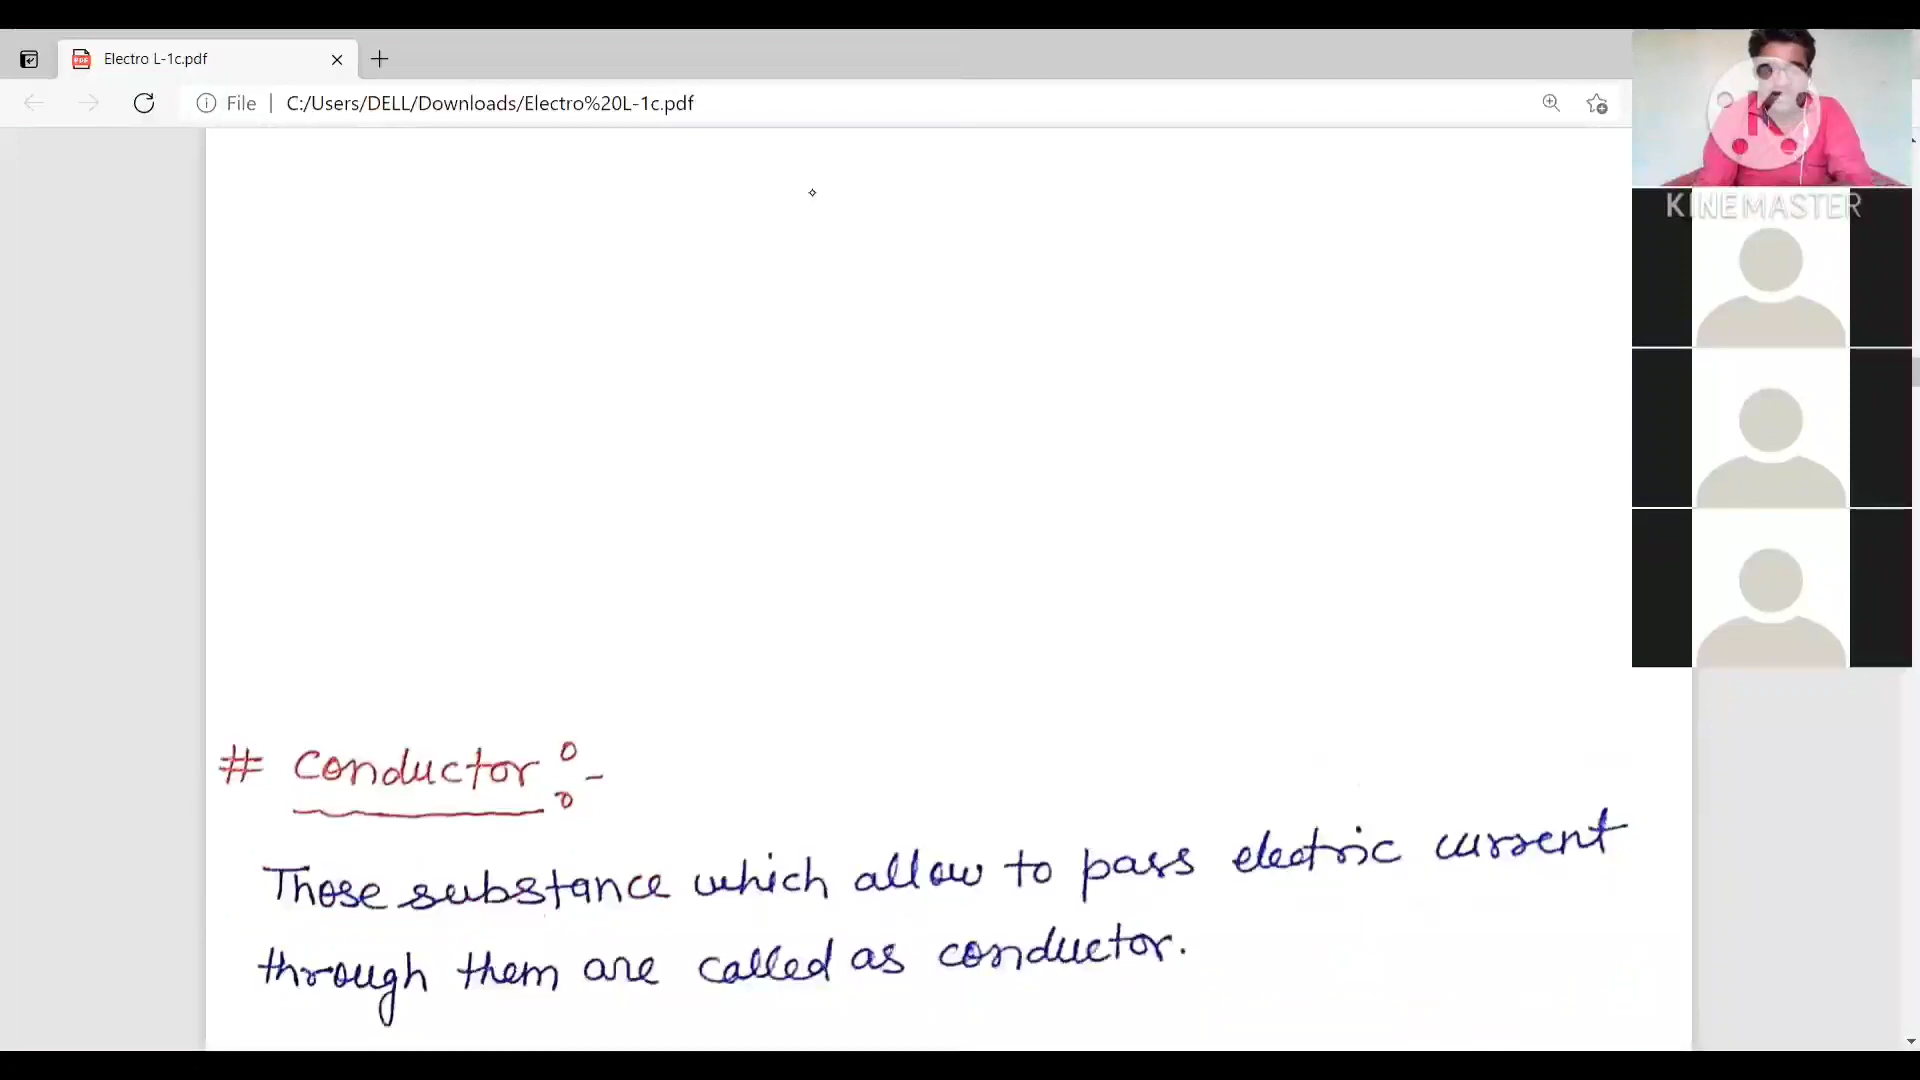 Electro L-1c.pdf
File | C:/Users/DELL/Downloads/Electro%20L-1c.pdf
KINEMASTER
# Conductor :-
Those substance which allow to pass electric current
through them are called as conductor.